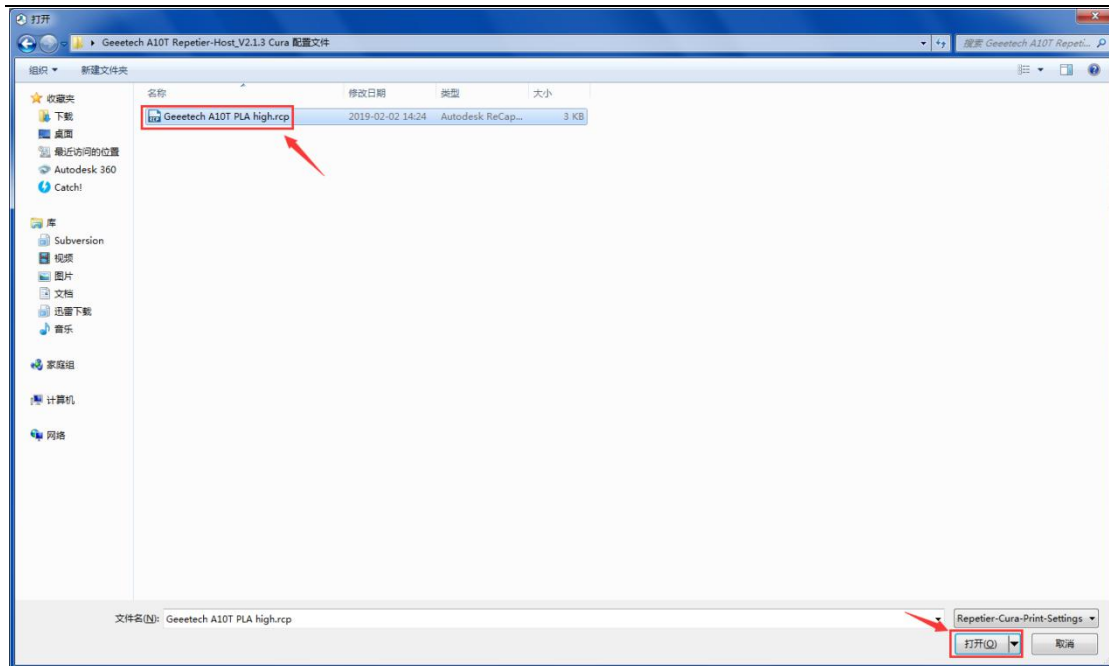 打开
Geeetech A10T Repetier-Host_V2.1.3 Cura 配置文件
搜索 Geeetech A10T Repeti...
组织
新建文件夹
收藏夹
下载
桌面
最近访问的位置
Autodesk 360
Catch!
库
Subversion
视频
图片
文档
迅雷下载
音乐
家庭组
计算机
网络
名称 修改日期 类型 大小
Geeetech A10T PLA high.rcp 2019-02-02 14:24 Autodesk ReCap... 3 KB
文件名(N): Geeetech A10T PLA high.rcp
Repetier-Cura-Print-Settings
打开(O) 取消